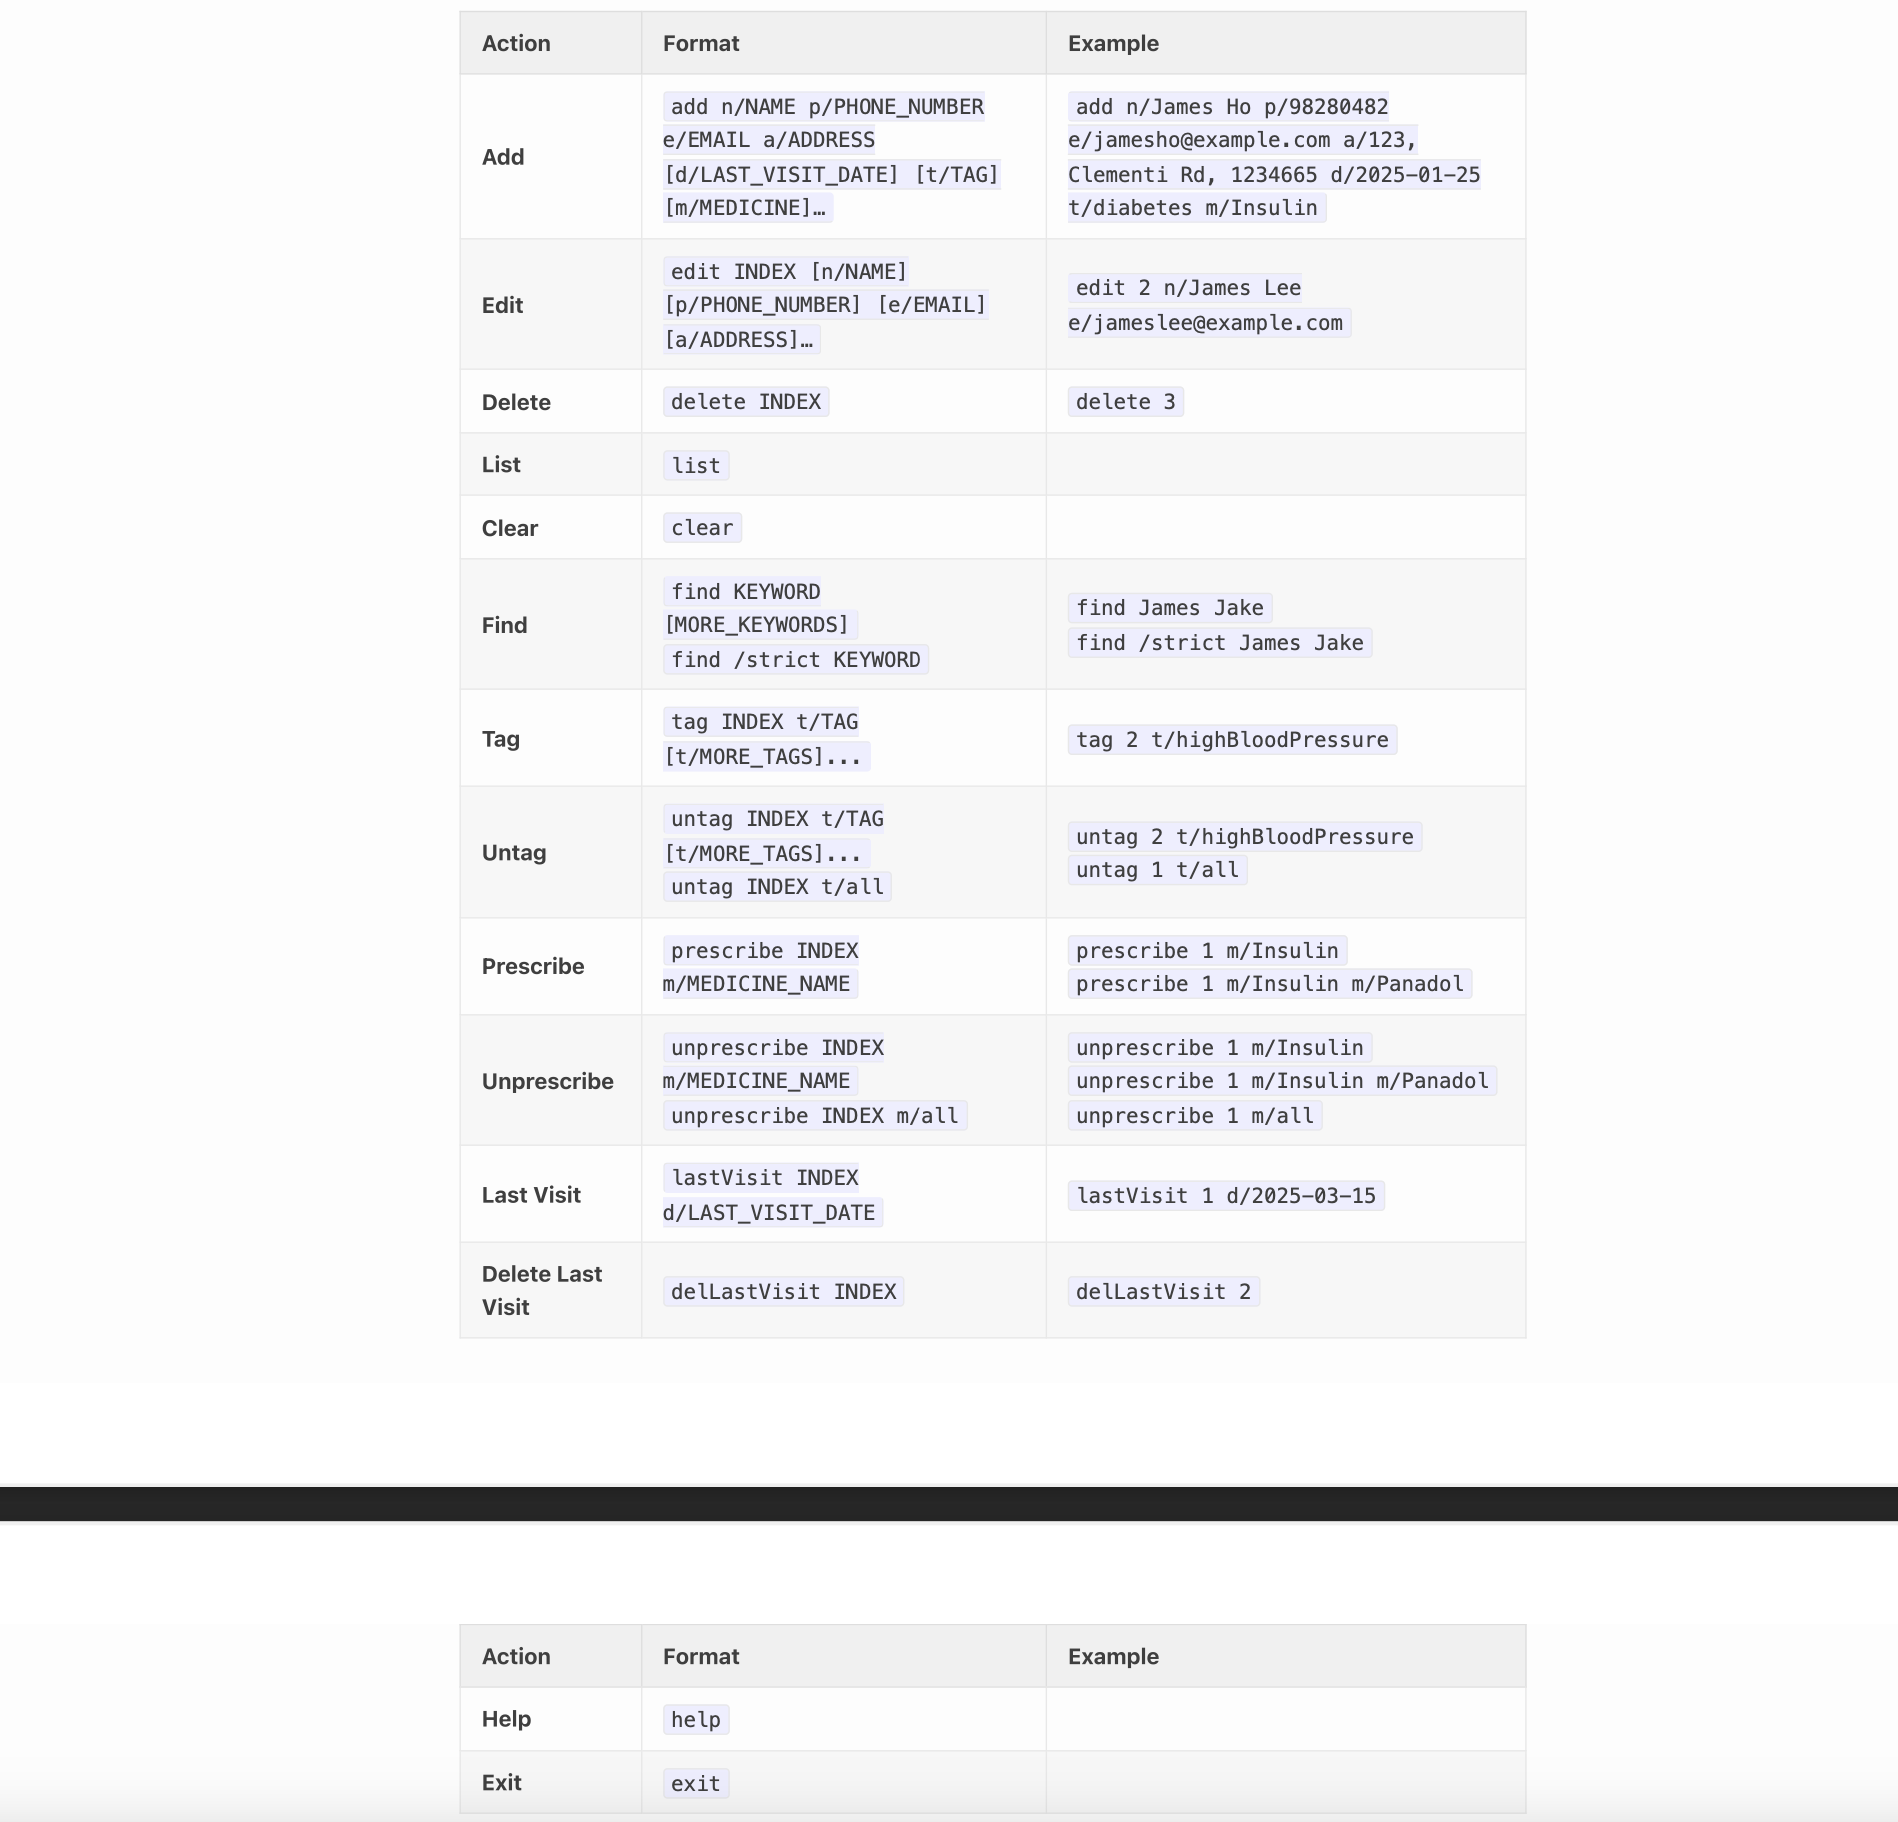 Action Format Example
Add
add n/NAME p/PHONE_NUMBER
e/EMAIL a/ADDRESS
[d/LAST_VISIT_DATE] [t/TAG]
[m/MEDICINE]…
add n/James Ho p/98280482
e/jamesho@example.com a/123,
Clementi Rd, 1234665 d/2025-01-25
t/diabetes m/Insulin
Edit
edit INDEX [n/NAME]
[p/PHONE_NUMBER] [e/EMAIL]
[a/ADDRESS]…
edit 2 n/James Lee
e/jameslee@example.com
Delete
delete INDEX
delete 3
List
list
Clear
clear
Find
find KEYWORD
[MORE_KEYWORDS]
find /strict KEYWORD
find James Jake
find /strict James Jake
Tag
tag INDEX t/TAG
[t/MORE_TAGS]...
tag 2 t/highBloodPressure
Untag
untag INDEX t/TAG
[t/MORE_TAGS]...
untag INDEX t/all
untag 2 t/highBloodPressure
untag 1 t/all
Prescribe
prescribe INDEX
m/MEDICINE_NAME
prescribe 1 m/Insulin
prescribe 1 m/Insulin m/Panadol
Unprescribe
unprescribe INDEX
m/MEDICINE_NAME
unprescribe INDEX m/all
unprescribe 1 m/Insulin
unprescribe 1 m/Insulin m/Panadol
unprescribe 1 m/all
Last Visit
lastVisit INDEX
d/LAST_VISIT_DATE
lastVisit 1 d/2025-03-15
Delete Last
Visit
delLastVisit INDEX
delLastVisit 2
Action Format Example
Help
help
Exit
exit